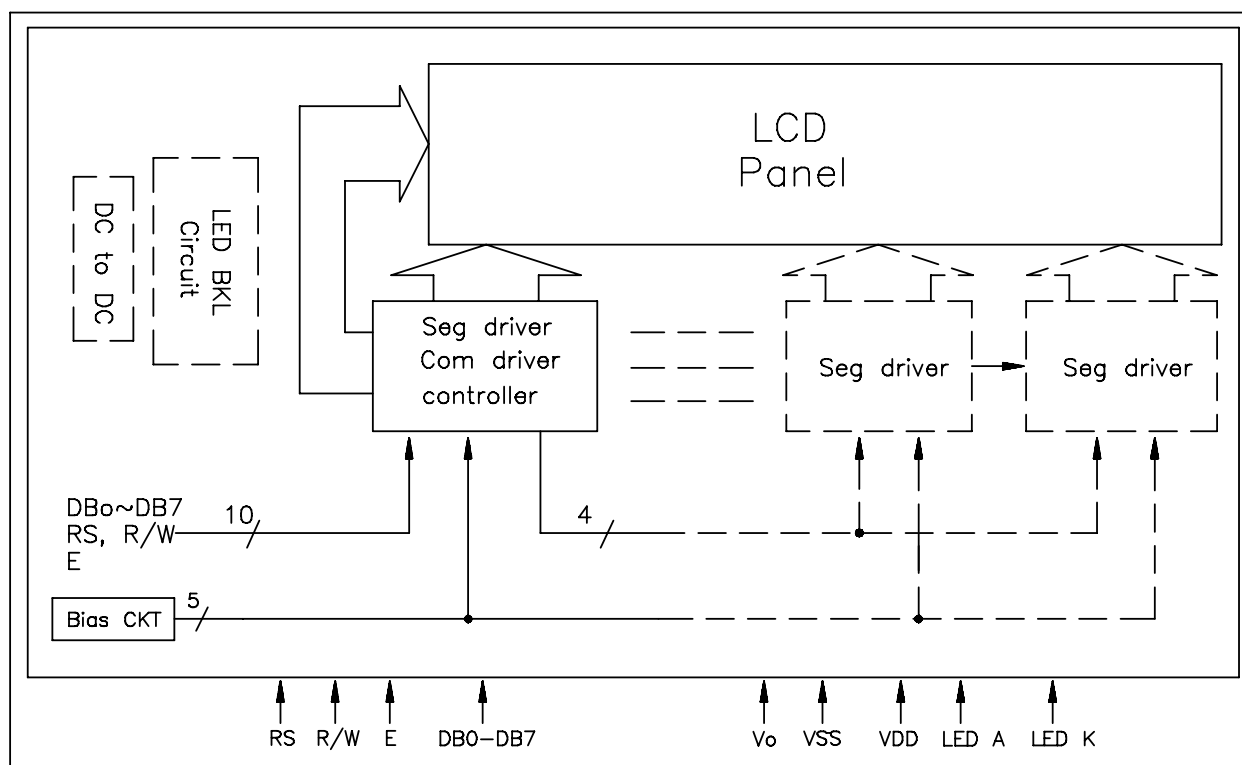 LCD
Panel
DC to DC
LED BKL
Circuit
Seg driver
Com driver
controller
Seg driver
Seg driver
DBo~DB7
RS, R/W
E
10
4
Bias CKT
5
RS
R/W
E
DB0-DB7
Vo
VSS
VDD
LED A
LED K